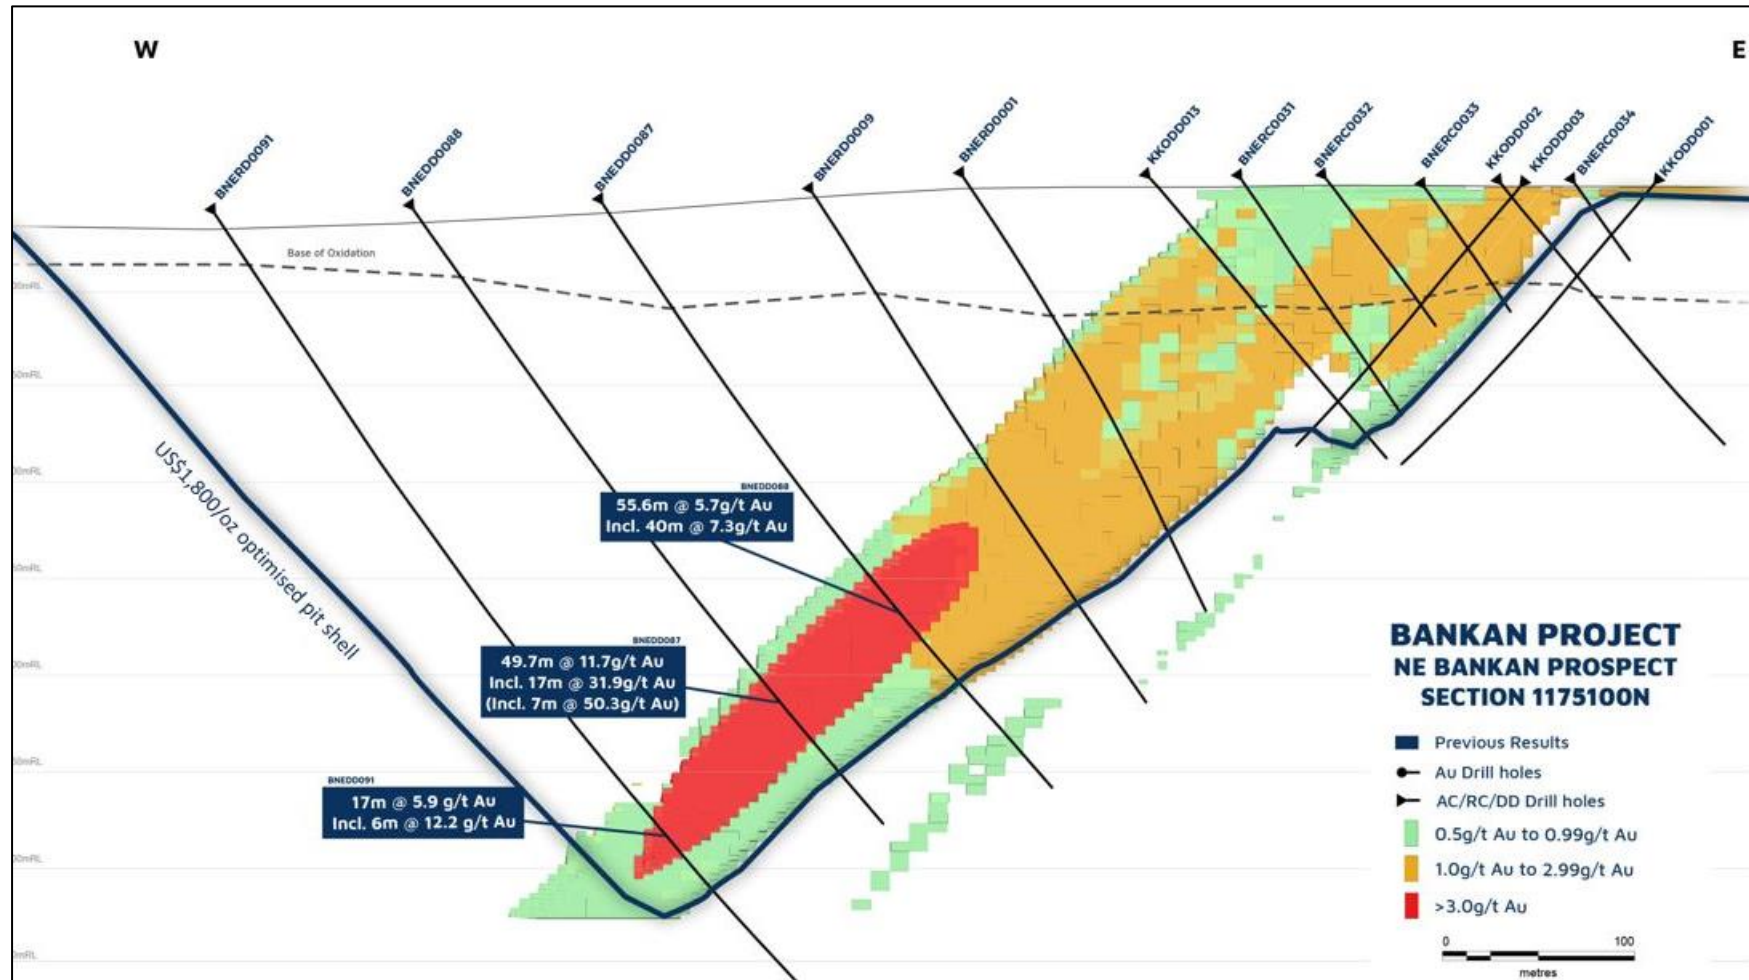 W
E
BNERD0091
BNEDD0088
BNEDD0087
BNERD0009
BNERD0001
KKODD013
BNERC0031
BNERC0032
BNERC0033
KKODD002
KKODD003
BNERC0034
KKODD001
Base of Oxidation
US$1,800/oz optimised pit shell
BNEDD088
55.6m @ 5.7g/t Au
Incl. 40m @ 7.3g/t Au
BNEDD087
49.7m @ 11.7g/t Au
Incl. 17m @ 31.9g/t Au
(Incl. 7m @ 50.3g/t Au)
BNEDD091
17m @ 5.9 g/t Au
Incl. 6m @ 12.2 g/t Au
BANKAN PROJECT
NE BANKAN PROSPECT
SECTION 1175100N
Previous Results
Au Drill holes
AC/RC/DD Drill holes
0.5g/t Au to 0.99g/t Au
1.0g/t Au to 2.99g/t Au
>3.0g/t Au
0 100
metres